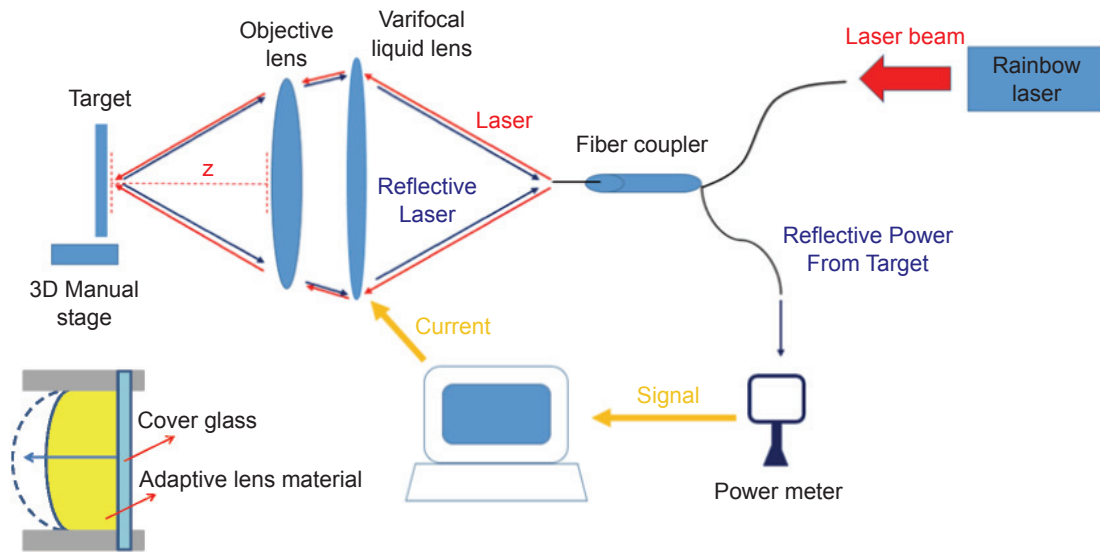 Objective
lens
Varifocal
liquid lens
Laser beam
Rainbow
laser
Target
Laser
Fiber coupler
z
Reflective
Laser
Reflective Power
From Target
3D Manual
stage
Current
Signal
Cover glass
Adaptive lens material
Power meter